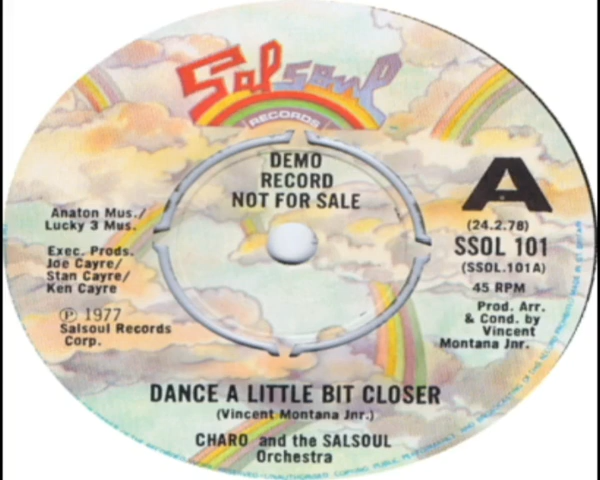 Salsoul
RECORDS
DEMO
RECORD
NOT FOR SALE
A
(24.2.78)
SSOL 101
(SSOL.101A)
45 RPM
Prod. Arr.
& Cond. by
Vincent
Montana Jnr.
Anaton Mus./
Lucky 3 Mus.
Exec. Prods.
Joe Cayre/
Stan Cayre/
Ken Cayre
Ⓟ 1977
Salsoul Records
Corp.
DANCE A LITTLE BIT CLOSER
(Vincent Montana Jnr.)
CHARO and the SALSOUL
Orchestra